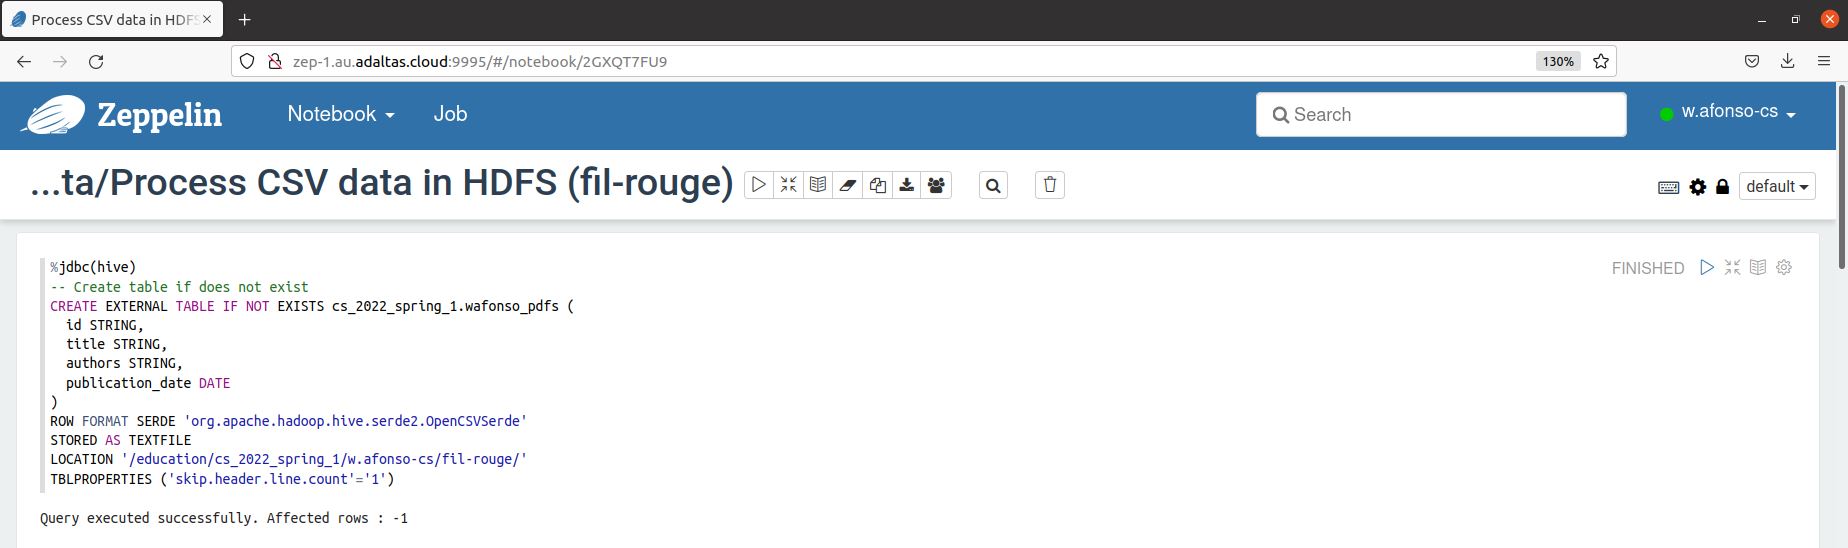 Process CSV data in HDFS
zep-1.au.adaltas.cloud:9995/#/notebook/2GXQT7FU9
130%
Zeppelin
Notebook
Job
Search
w.afonso-cs
...ta/Process CSV data in HDFS (fil-rouge)
default
%jdbc(hive)
FINISHED
-- Create table if does not exist
CREATE EXTERNAL TABLE IF NOT EXISTS cs_2022_spring_1.wafonso_pdfs (
id STRING,
title STRING,
authors STRING,
publication_date DATE
)
ROW FORMAT SERDE 'org.apache.hadoop.hive.serde2.OpenCSVSerde'
STORED AS TEXTFILE
LOCATION '/education/cs_2022_spring_1/w.afonso-cs/fil-rouge/'
TBLPROPERTIES ('skip.header.line.count'='1')
Query executed successfully. Affected rows : -1